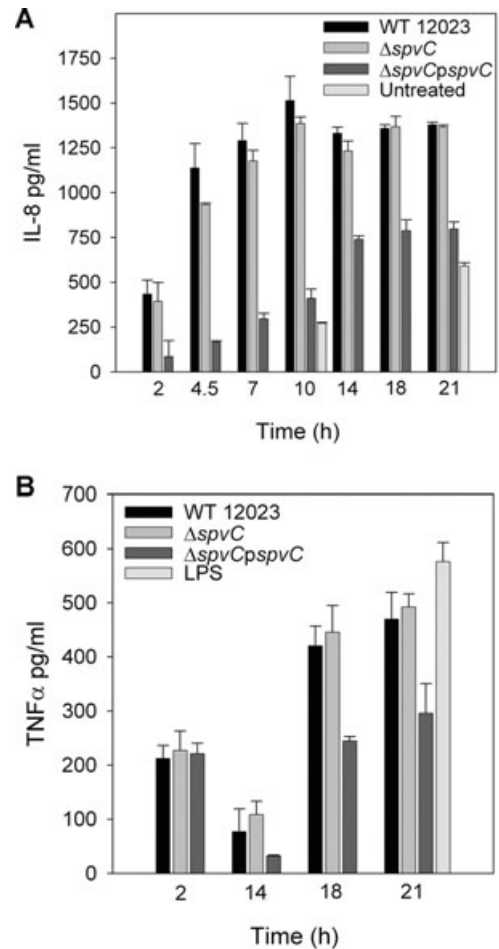 A
WT 12023
ΔspvC
ΔspvCpspvC
Untreated
IL-8 pg/ml
1750
1500
1250
1000
750
500
250
0
2 4.5 7 10 14 18 21
Time (h)
B
WT 12023
ΔspvC
ΔspvCpspvC
LPS
TNFα pg/ml
700
600
500
400
300
200
100
0
2 14 18 21
Time (h)